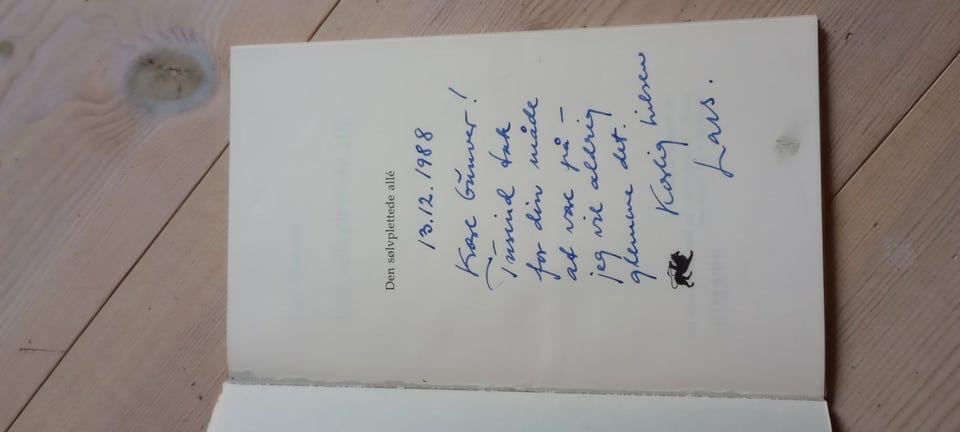 Den sølvplettede allé
13.12.1988
Kære Gunver!
Tusind tak
for din måde
at være på –
jeg vil aldrig
glemme det.
Kærlig hilsen
Lars.